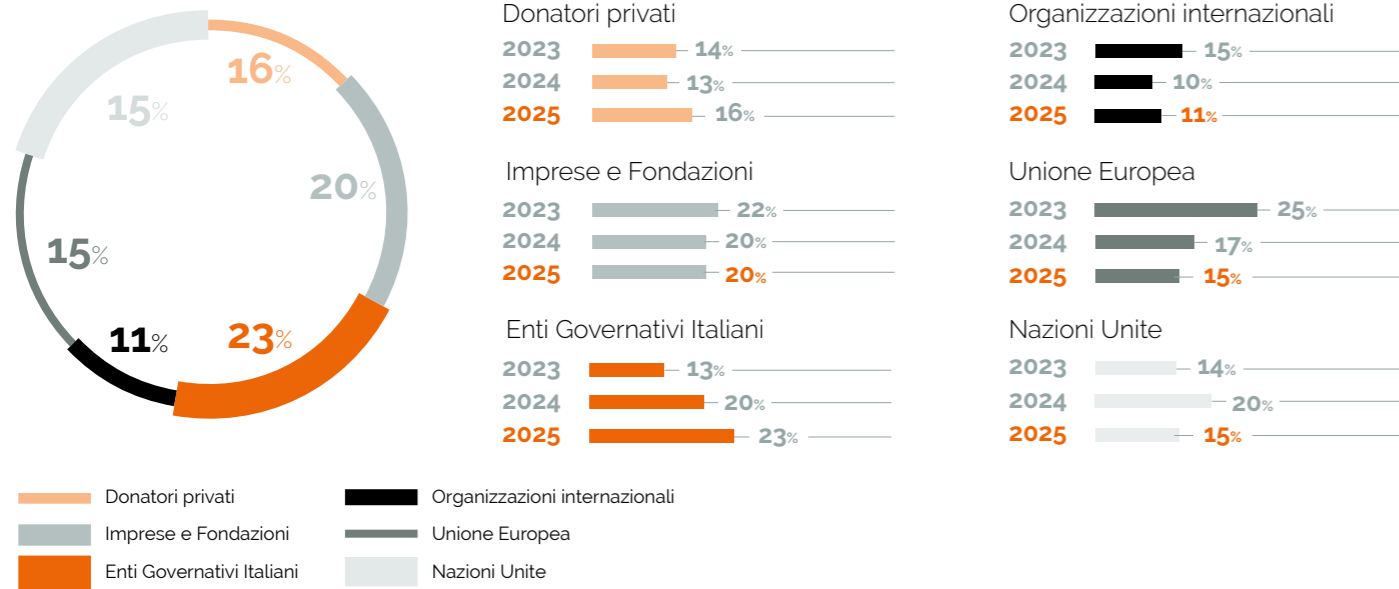 16%
15%
20%
15%
11%
23%
Donatori privati
2023 14%
2024 13%
2025 16%
Imprese e Fondazioni
2023 22%
2024 20%
2025 20%
Enti Governativi Italiani
2023 13%
2024 20%
2025 23%
Organizzazioni internazionali
2023 15%
2024 10%
2025 11%
Unione Europea
2023 25%
2024 17%
2025 15%
Nazioni Unite
2023 14%
2024 20%
2025 15%
Donatori privati
Imprese e Fondazioni
Enti Governativi Italiani
Organizzazioni internazionali
Unione Europea
Nazioni Unite